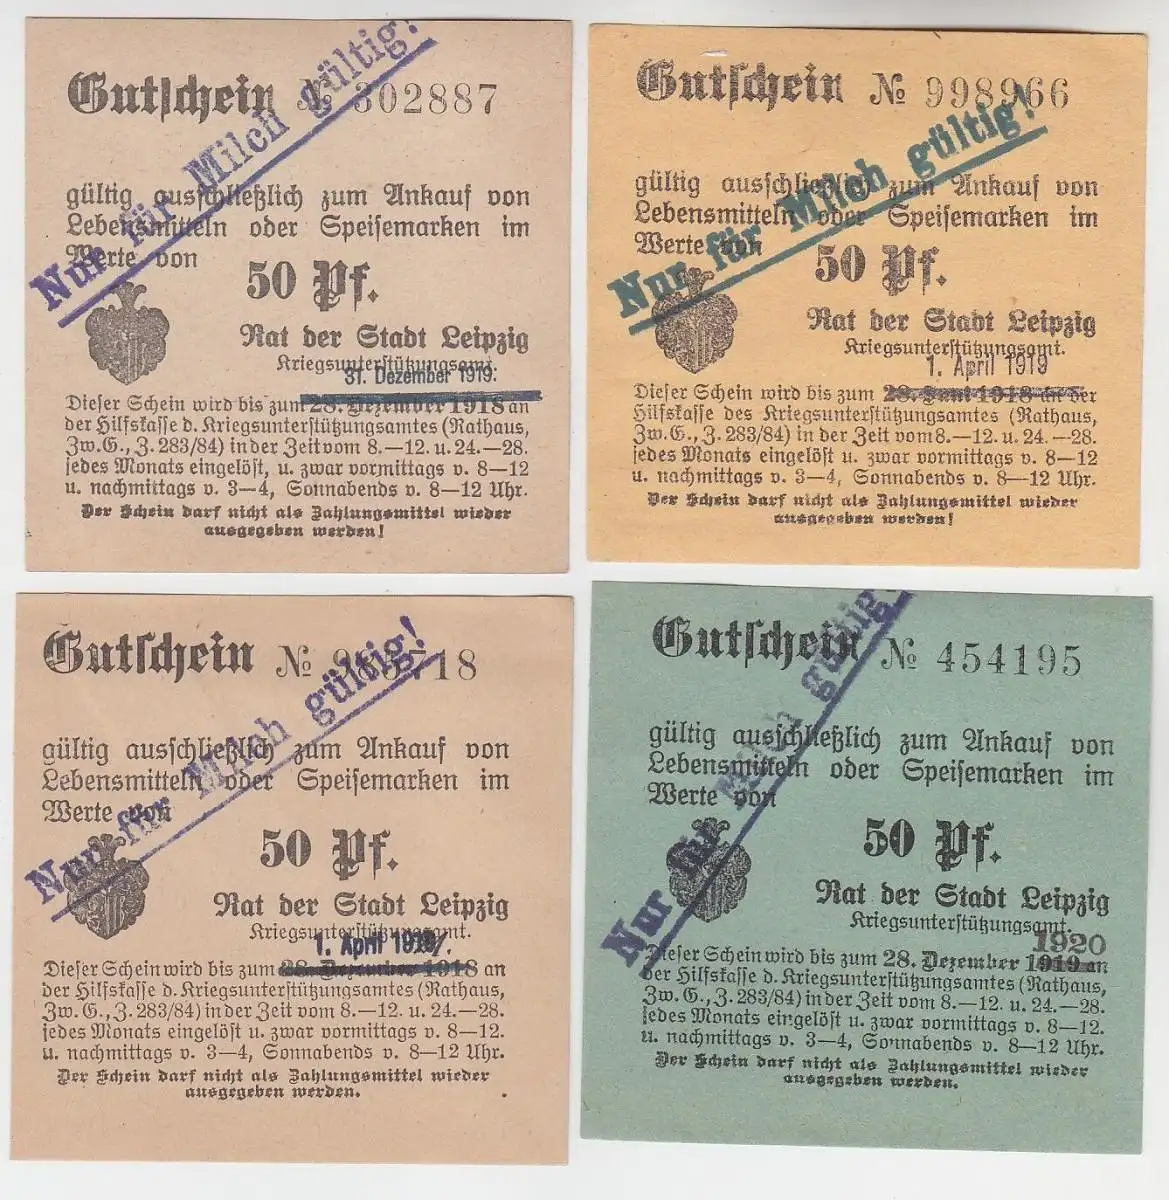 Gutschein № 302887
Nur für Milch gültig!
gültig ausschließlich zum Ankauf von
Lebensmitteln oder Speisemarken im
Werte von
50 Pf.
Rat der Stadt Leipzig
Kriegsunterstützungsamt.
31. Dezember 1919.
Dieser Schein wird bis zum 28. Dezember 1918 an
der Hilfskasse d. Kriegsunterstützungsamtes (Rathaus,
Zw. G., Z. 283/84) in der Zeit vom 8.—12. u. 24.—28.
jedes Monats eingelöst, u. zwar vormittags v. 8—12
u. nachmittags v. 3—4, Sonnabends v. 8—12 Uhr.
Der Schein darf nicht als Zahlungsmittel wieder
ausgegeben werden!
Gutschein № 998966
Nur für Milch gültig!
gültig ausschließlich zum Ankauf von
Lebensmitteln oder Speisemarken im
Werte von
50 Pf.
Rat der Stadt Leipzig
Kriegsunterstützungsamt.
1. April 1919
Dieser Schein wird bis zum 28. Juni 1918 an der
Hilfskasse des Kriegsunterstützungsamtes (Rathaus,
Zw. G., Z. 283/84) in der Zeit vom 8.—12. u. 24.—28.
jedes Monats eingelöst u. zwar vormittags v. 8—12
u. nachmittags v. 3—4, Sonnabends v. 8—12 Uhr.
Der Schein darf nicht als Zahlungsmittel wieder
ausgegeben werden!
Gutschein №
Nur für Milch gültig!
gültig ausschließlich zum Ankauf von
Lebensmitteln oder Speisemarken im
Werte von
50 Pf.
Rat der Stadt Leipzig
Kriegsunterstützungsamt.
1. April 1919.
Dieser Schein wird bis zum 28. Dezember 1918 an
der Hilfskasse d. Kriegsunterstützungsamtes (Rathaus,
Zw. G., Z. 283/84) in der Zeit vom 8.—12. u. 24.—28.
jedes Monats eingelöst u. zwar vormittags v. 8—12.
u. nachmittags v. 3—4, Sonnabends v. 8—12 Uhr.
Der Schein darf nicht als Zahlungsmittel wieder
ausgegeben werden.
Gutschein № 454195
Nur für Milch gültig
gültig ausschließlich zum Ankauf von
Lebensmitteln oder Speisemarken im
Werte von
50 Pf.
Rat der Stadt Leipzig
Kriegsunterstützungsamt.
1920
Dieser Schein wird bis zum 28. Dezember 1919 an
der Hilfskasse d. Kriegsunterstützungsamtes (Rathaus,
Zw. G., Z. 283/84) in der Zeit vom 8.—12. u. 24.—28.
jedes Monats eingelöst u. zwar vormittags v. 8—12.
u. nachmittags v. 3—4, Sonnabends v. 8—12 Uhr.
Der Schein darf nicht als Zahlungsmittel wieder
ausgegeben werden.